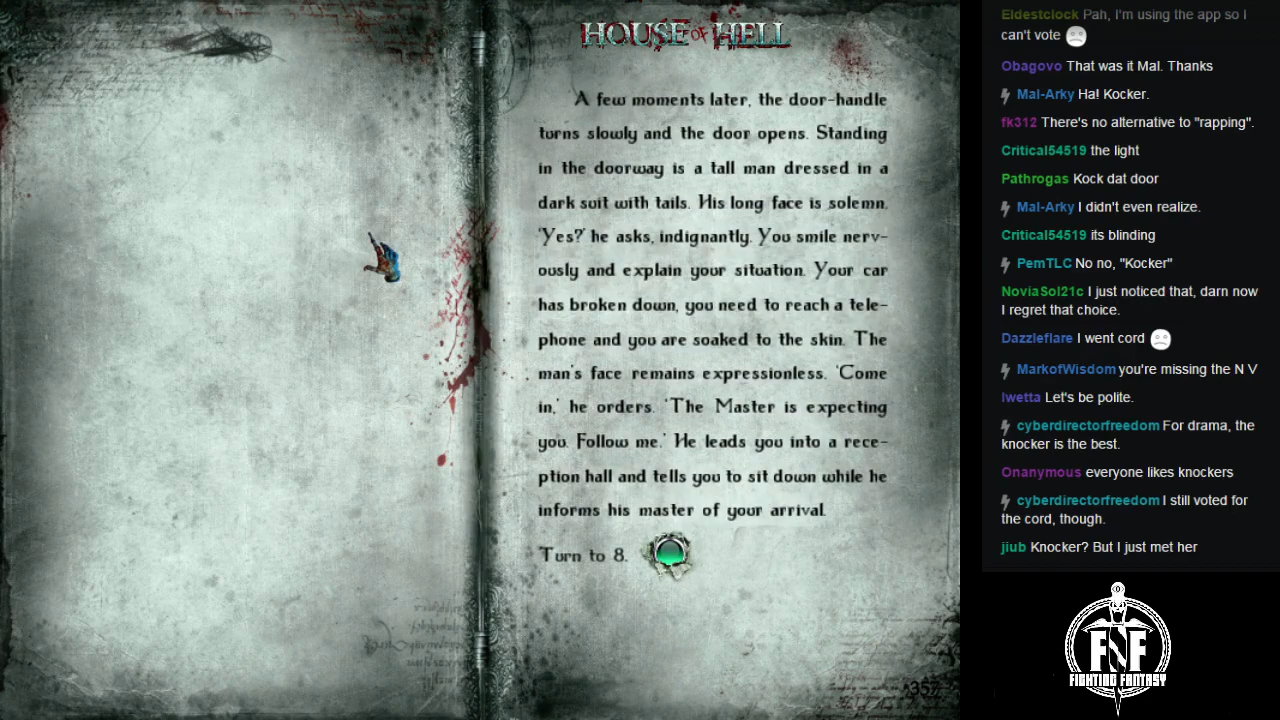 HOUSE of HELL
A few moments later, the door-handle
turns slowly and the door opens. Standing
in the doorway is a tall man dressed in a
dark suit with tails. His long face is solemn.
'Yes?' he asks, indignantly. You smile nerv-
ously and explain your situation. Your car
has broken down, you need to reach a tele-
phone and you are soaked to the skin. The
man's face remains expressionless. 'Come
in,' he orders. 'The Master is expecting
you. Follow me.' He leads you into a rece-
ption hall and tells you to sit down while he
informs his master of your arrival.
Turn to 8.
357
Eldestclock Pah, I'm using the app so I
can't vote
Obagovo That was it Mal. Thanks
Mal-Arky Ha! Kocker.
fk312 There's no alternative to "rapping".
Critical54519 the light
Pathrogas Kock dat door
Mal-Arky I didn't even realize.
Critical54519 its blinding
PemTLC No no, "Kocker"
NoviaSol21c I just noticed that, darn now
I regret that choice.
Dazzleflare I went cord
MarkofWisdom you're missing the N V
Iwetta Let's be polite.
cyberdirectorfreedom For drama, the
knocker is the best.
Onanymous everyone likes knockers
cyberdirectorfreedom I still voted for
the cord, though.
jiub Knocker? But I just met her
FF
FIGHTING FANTASY